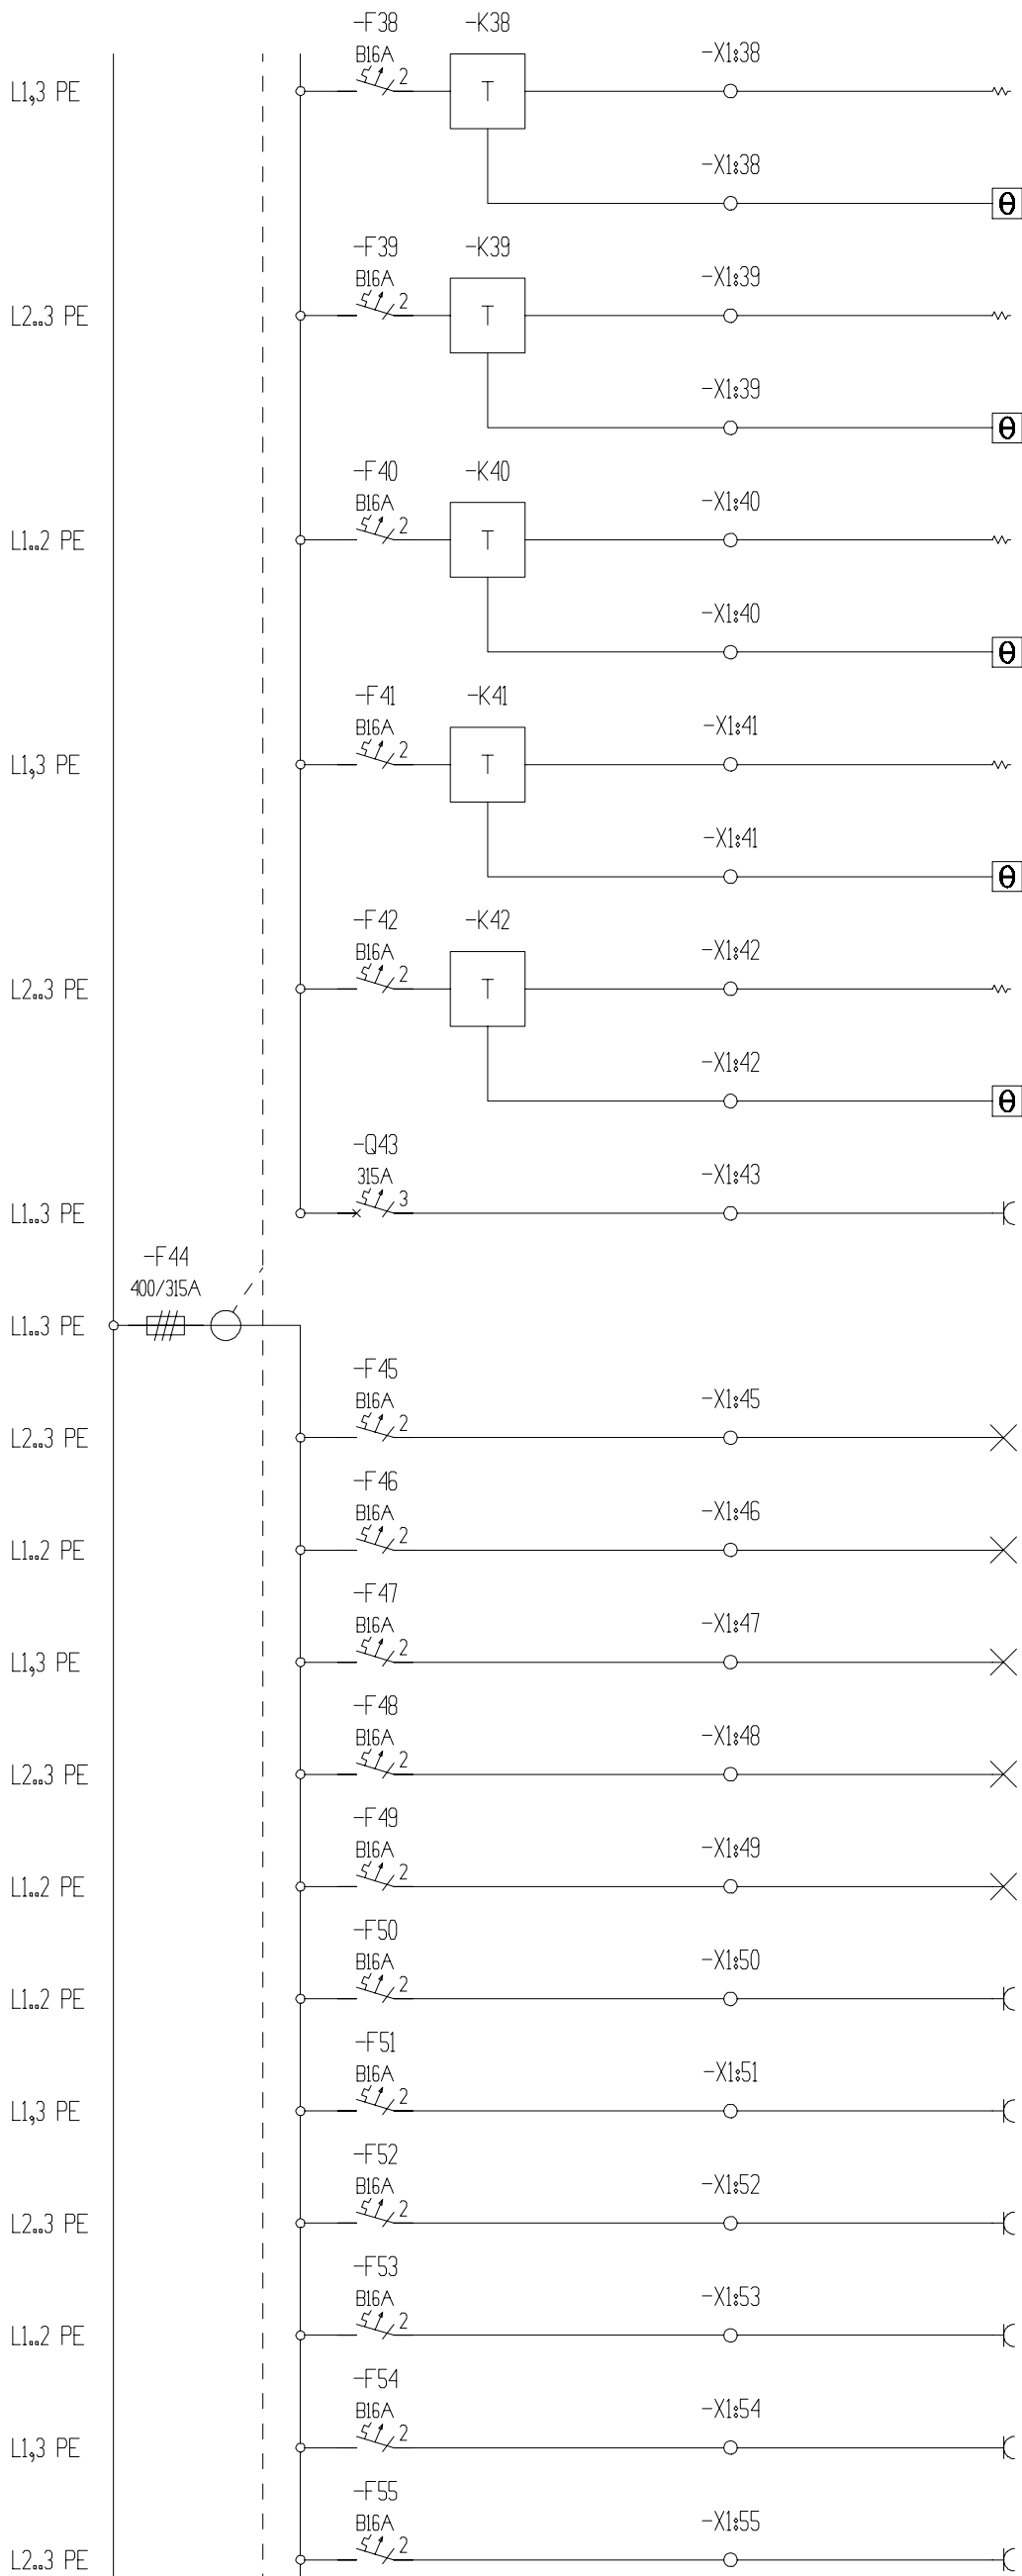 -F38 -K38
B16A -X1:38
2
L1,3 PE T
-X1:38
θ
-F39 -K39
B16A -X1:39
2
L2..3 PE T
-X1:39
θ
-F40 -K40
B16A -X1:40
2
L1..2 PE T
-X1:40
θ
-F41 -K41
B16A -X1:41
2
L1,3 PE T
-X1:41
θ
-F42 -K42
B16A -X1:42
2
L2..3 PE T
-X1:42
θ
-Q43
315A -X1:43
3
L1..3 PE
-F44
400/315A
L1..3 PE
-F45
B16A -X1:45
2
L2..3 PE
-F46
B16A -X1:46
2
L1..2 PE
-F47
B16A -X1:47
2
L1,3 PE
-F48
B16A -X1:48
2
L2..3 PE
-F49
B16A -X1:49
2
L1..2 PE
-F50
B16A -X1:50
2
L1..2 PE
-F51
B16A -X1:51
2
L1,3 PE
-F52
B16A -X1:52
2
L2..3 PE
-F53
B16A -X1:53
2
L1..2 PE
-F54
B16A -X1:54
2
L1,3 PE
-F55
B16A -X1:55
2
L2..3 PE